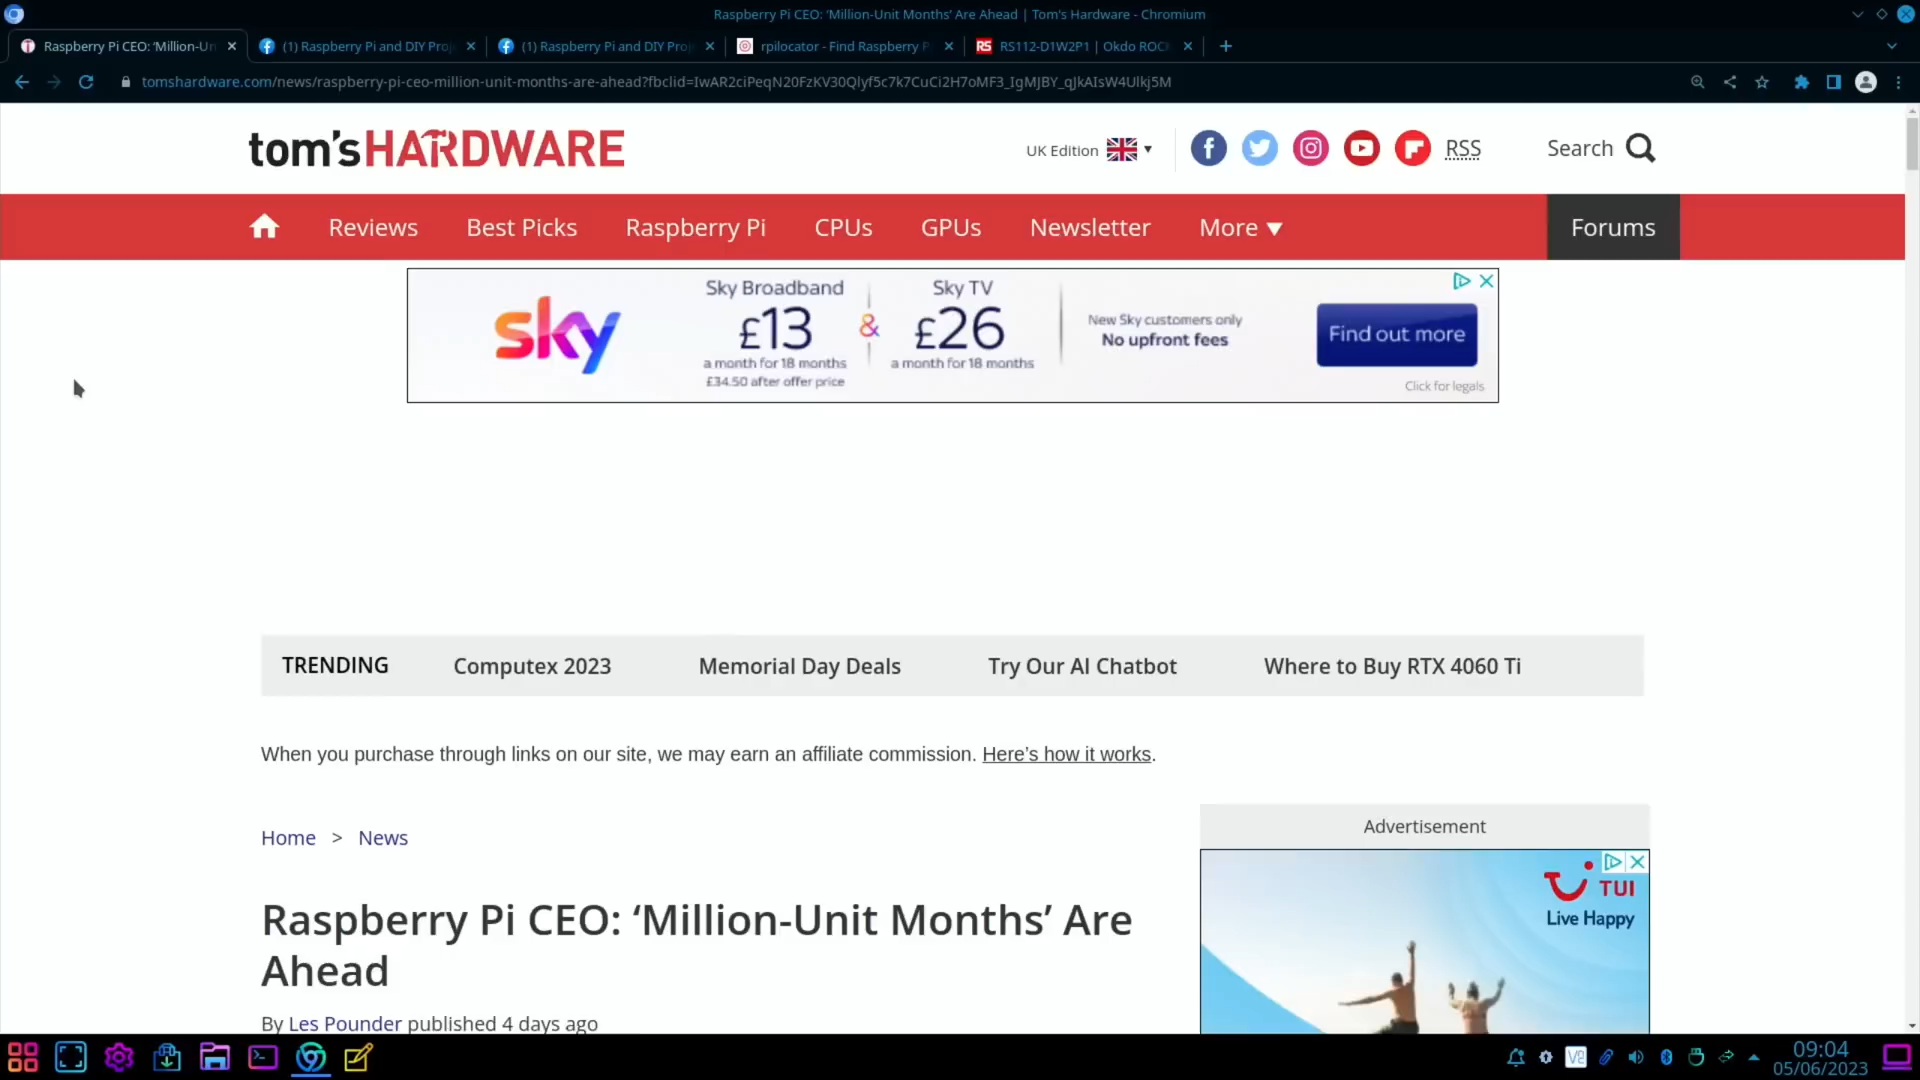 Raspberry Pi CEO: ‘Million-Unit Months’ Are Ahead | Tom's Hardware - Chromium
Raspberry Pi CEO: ‘Million-Un
(1) Raspberry Pi and DIY Proj
(1) Raspberry Pi and DIY Proj
rpilocator - Find Raspberry P
RS
RS112-D1W2P1 | Okdo ROCK
tomshardware.com/news/raspberry-pi-ceo-million-unit-months-are-ahead?fbclid=IwAR2ciPeqN20FzKV30Qlyf5c7k7CuCi2H7oMF3_IgMJBY_qJkAIsW4Ulkj5M
tom'sHARDWARE
UK Edition
RSS
Search
Reviews
Best Picks
Raspberry Pi
CPUs
GPUs
Newsletter
More
Forums
sky
Sky Broadband
£13
a month for 18 months
£34.50 after offer price
&
Sky TV
£26
a month for 18 months
New Sky customers only
No upfront fees
Find out more
Click for legals
TRENDING
Computex 2023
Memorial Day Deals
Try Our AI Chatbot
Where to Buy RTX 4060 Ti
When you purchase through links on our site, we may earn an affiliate commission. Here’s how it works.
Home > News
Advertisement
TUI
Live Happy
Raspberry Pi CEO: ‘Million-Unit Months’ Are
Ahead
By Les Pounder published 4 days ago
09:04
05/06/2023